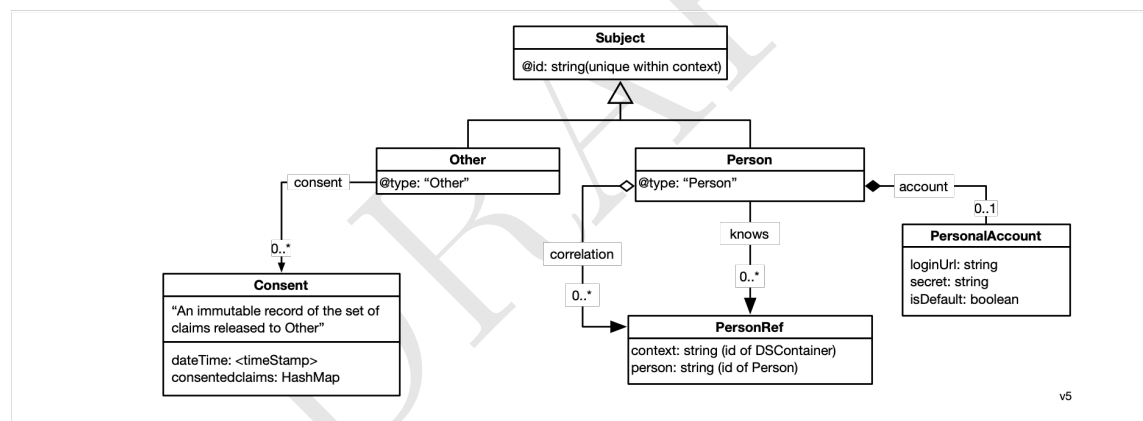 Subject
@id: string(unique within context)
Other
@type: “Other”
Person
@type: “Person”
consent
account
0..1
knows
correlation
0..*
0..*
0..*
PersonalAccount
loginUrl: string
secret: string
isDefault: boolean
Consent
“An immutable record of the set of
claims released to Other”
dateTime: <timeStamp>
consentedclaims: HashMap
PersonRef
context: string (id of DSContainer)
person: string (id of Person)
v5
DRAF